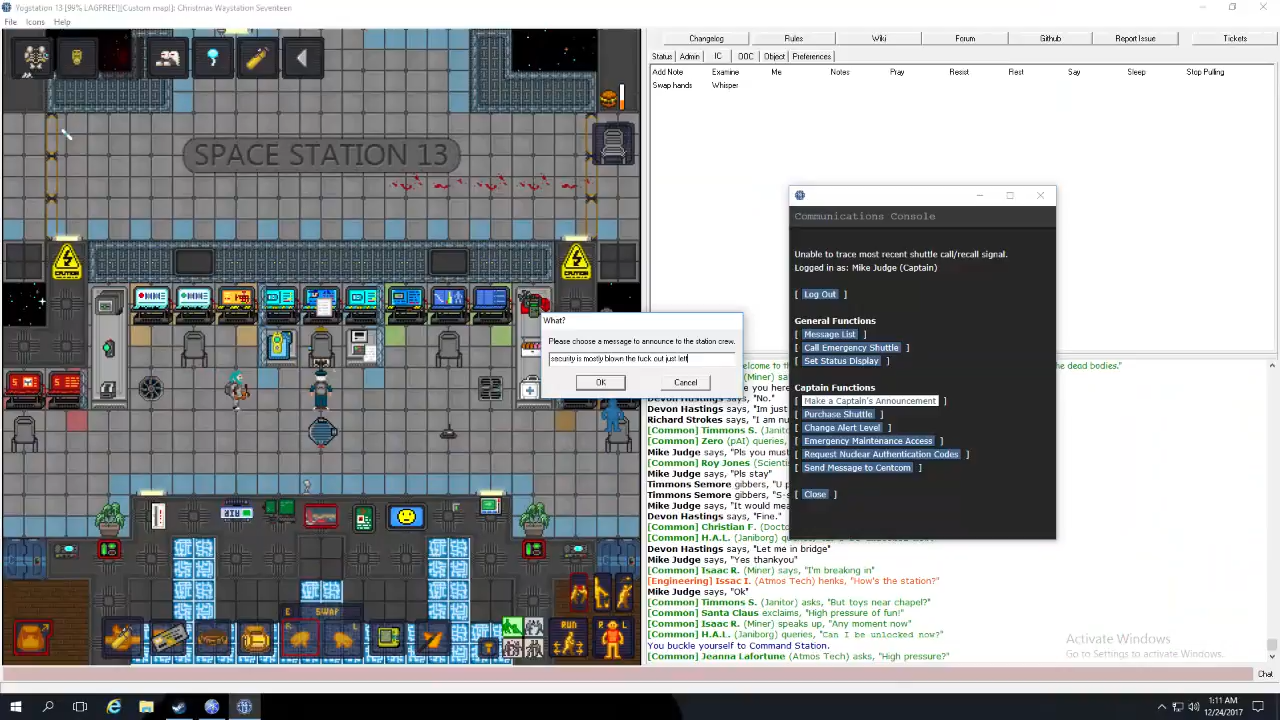 Yogstation 13 [99% LAGFREE!][Custom map]: Christmas Waystation Seventeen
File Icons Help
Changelog Rules Wiki Forum Github Report Issue Tickets
Status Admin IC OOC Object Preferences
Add Note Examine Me Notes Pray Resist Rest Say Sleep Stop Pulling
Swap hands Whisper
SPACE STATION 13
Communications Console
Unable to trace most recent shuttle call/recall signal.
Logged in as: Mike Judge (Captain)
[ Log Out ]
General Functions
[ Message List ]
[ Call Emergency Shuttle ]
[ Set Status Display ]
Captain Functions
[ Make a Captain's Announcement ]
[ Purchase Shuttle ]
[ Change Alert Level ]
[ Emergency Maintenance Access ]
[ Request Nuclear Authentication Codes ]
[ Send Message to Centcom ]
[ Close ]
CAUTION
CAUTION
What?
Please choose a message to announce to the station crew.
security is mostly blown the fuck out just left
OK Cancel
the dead bodies."
Devon Hastings says, "No."
Devon Hastings says, "Im just
[Common] Timmons S. (Janitor)
[Common] Zero (pAI) queries,
Mike Judge says, "Pls you must
[Common] Roy Jones (Scienti
Mike Judge says, "Pls stay"
Timmons Semore gibbers, "U p
Timmons Semore gibbers, "S-s
Mike Judge says, "It would mea
Devon Hastings says, "Fine."
[Common] Christian F. (Docto
[Common] H.A.L. (Janiborg) que
Devon Hastings says, "Let me in bridge"
Mike Judge says, "Yes thankyou"
[Common] Isaac R. (Miner) says, "I'm breaking in"
[Engineering] Issac I. (Atmos Tech) henks, "How's the station?"
Mike Judge says, "Ok"
[Common] Timmons S. (Janitor) asks, "But toys near chapel?"
[Common] Santa Claus exclaims, "High pressure of fun!"
[Common] Isaac R. (Miner) speaks up, "Any moment now"
[Common] H.A.L. (Janiborg) queries, "Can I be unlocked now?"
You buckle yourself to Command Station.
[Common] Jeanna Lafortune (Atmos Tech) asks, "High pressure?"
AIR
E SWAP
R L
RUN
R L
Activate Windows
Go to Settings to activate Windows.
Chat
1:11 AM
12/24/2017